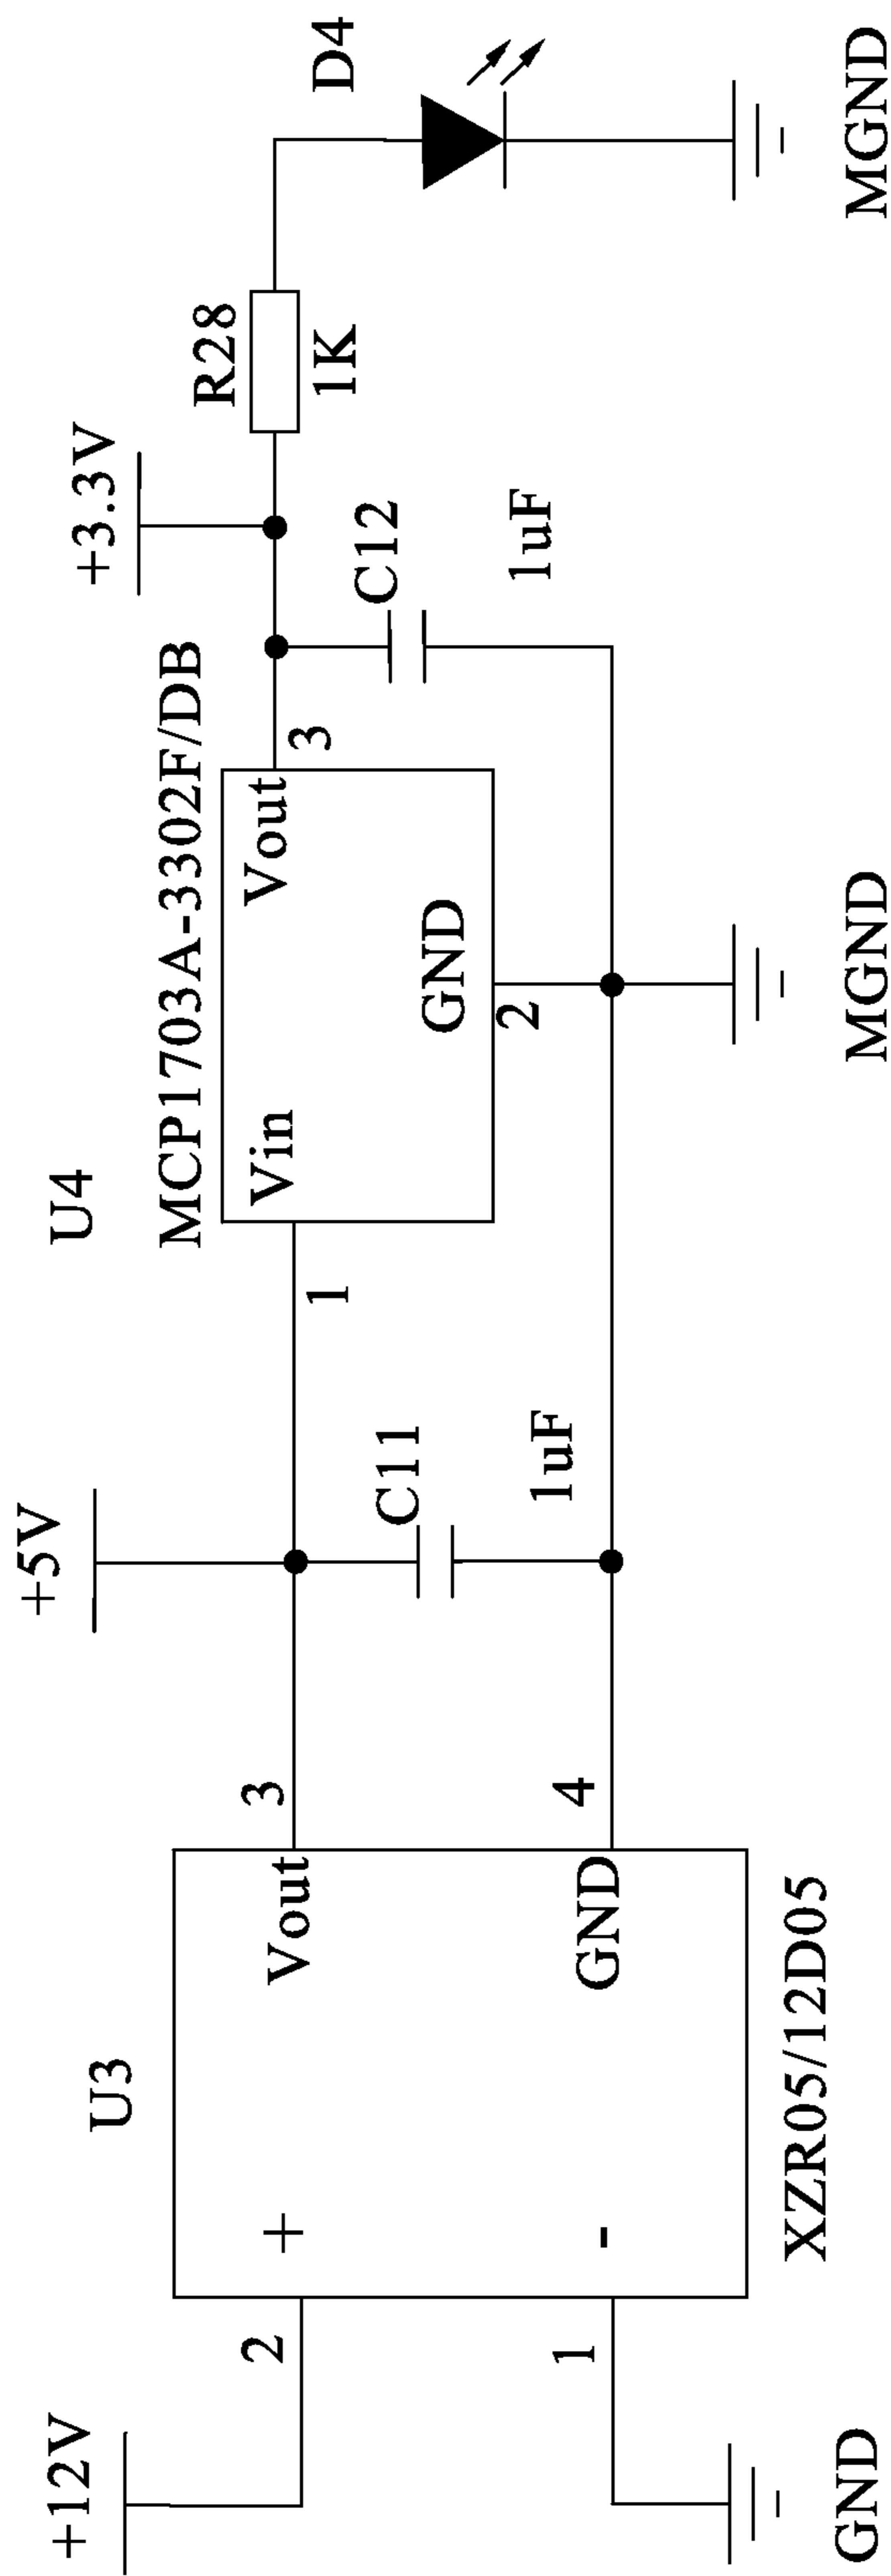 +12V
2
1
GND
U3
+
-
Vout
GND
XZR05/12D05
3
4
+5V
C11
1uF
1
U4
MCP1703A-3302F/DB
Vin
Vout
GND
2
3
MGND
C12
1uF
+3.3V
R28
1K
D4
MGND